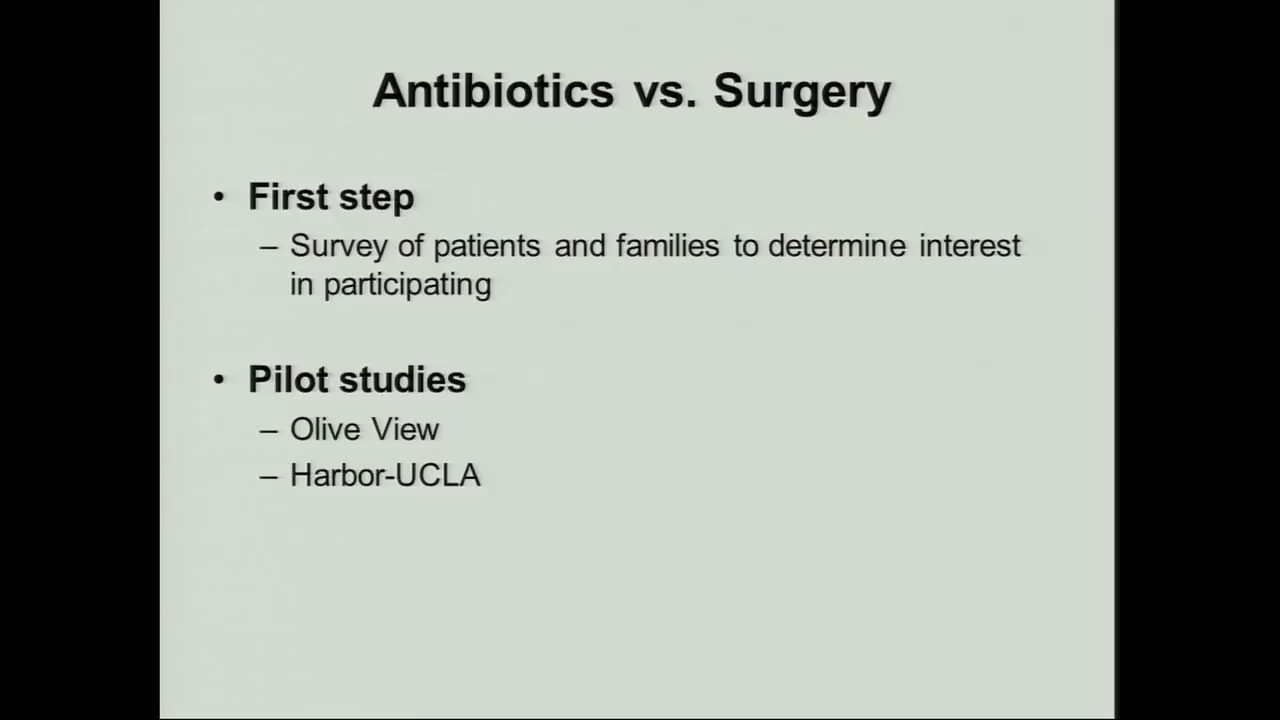 Antibiotics vs. Surgery
• First step
– Survey of patients and families to determine interest
in participating
• Pilot studies
– Olive View
– Harbor-UCLA